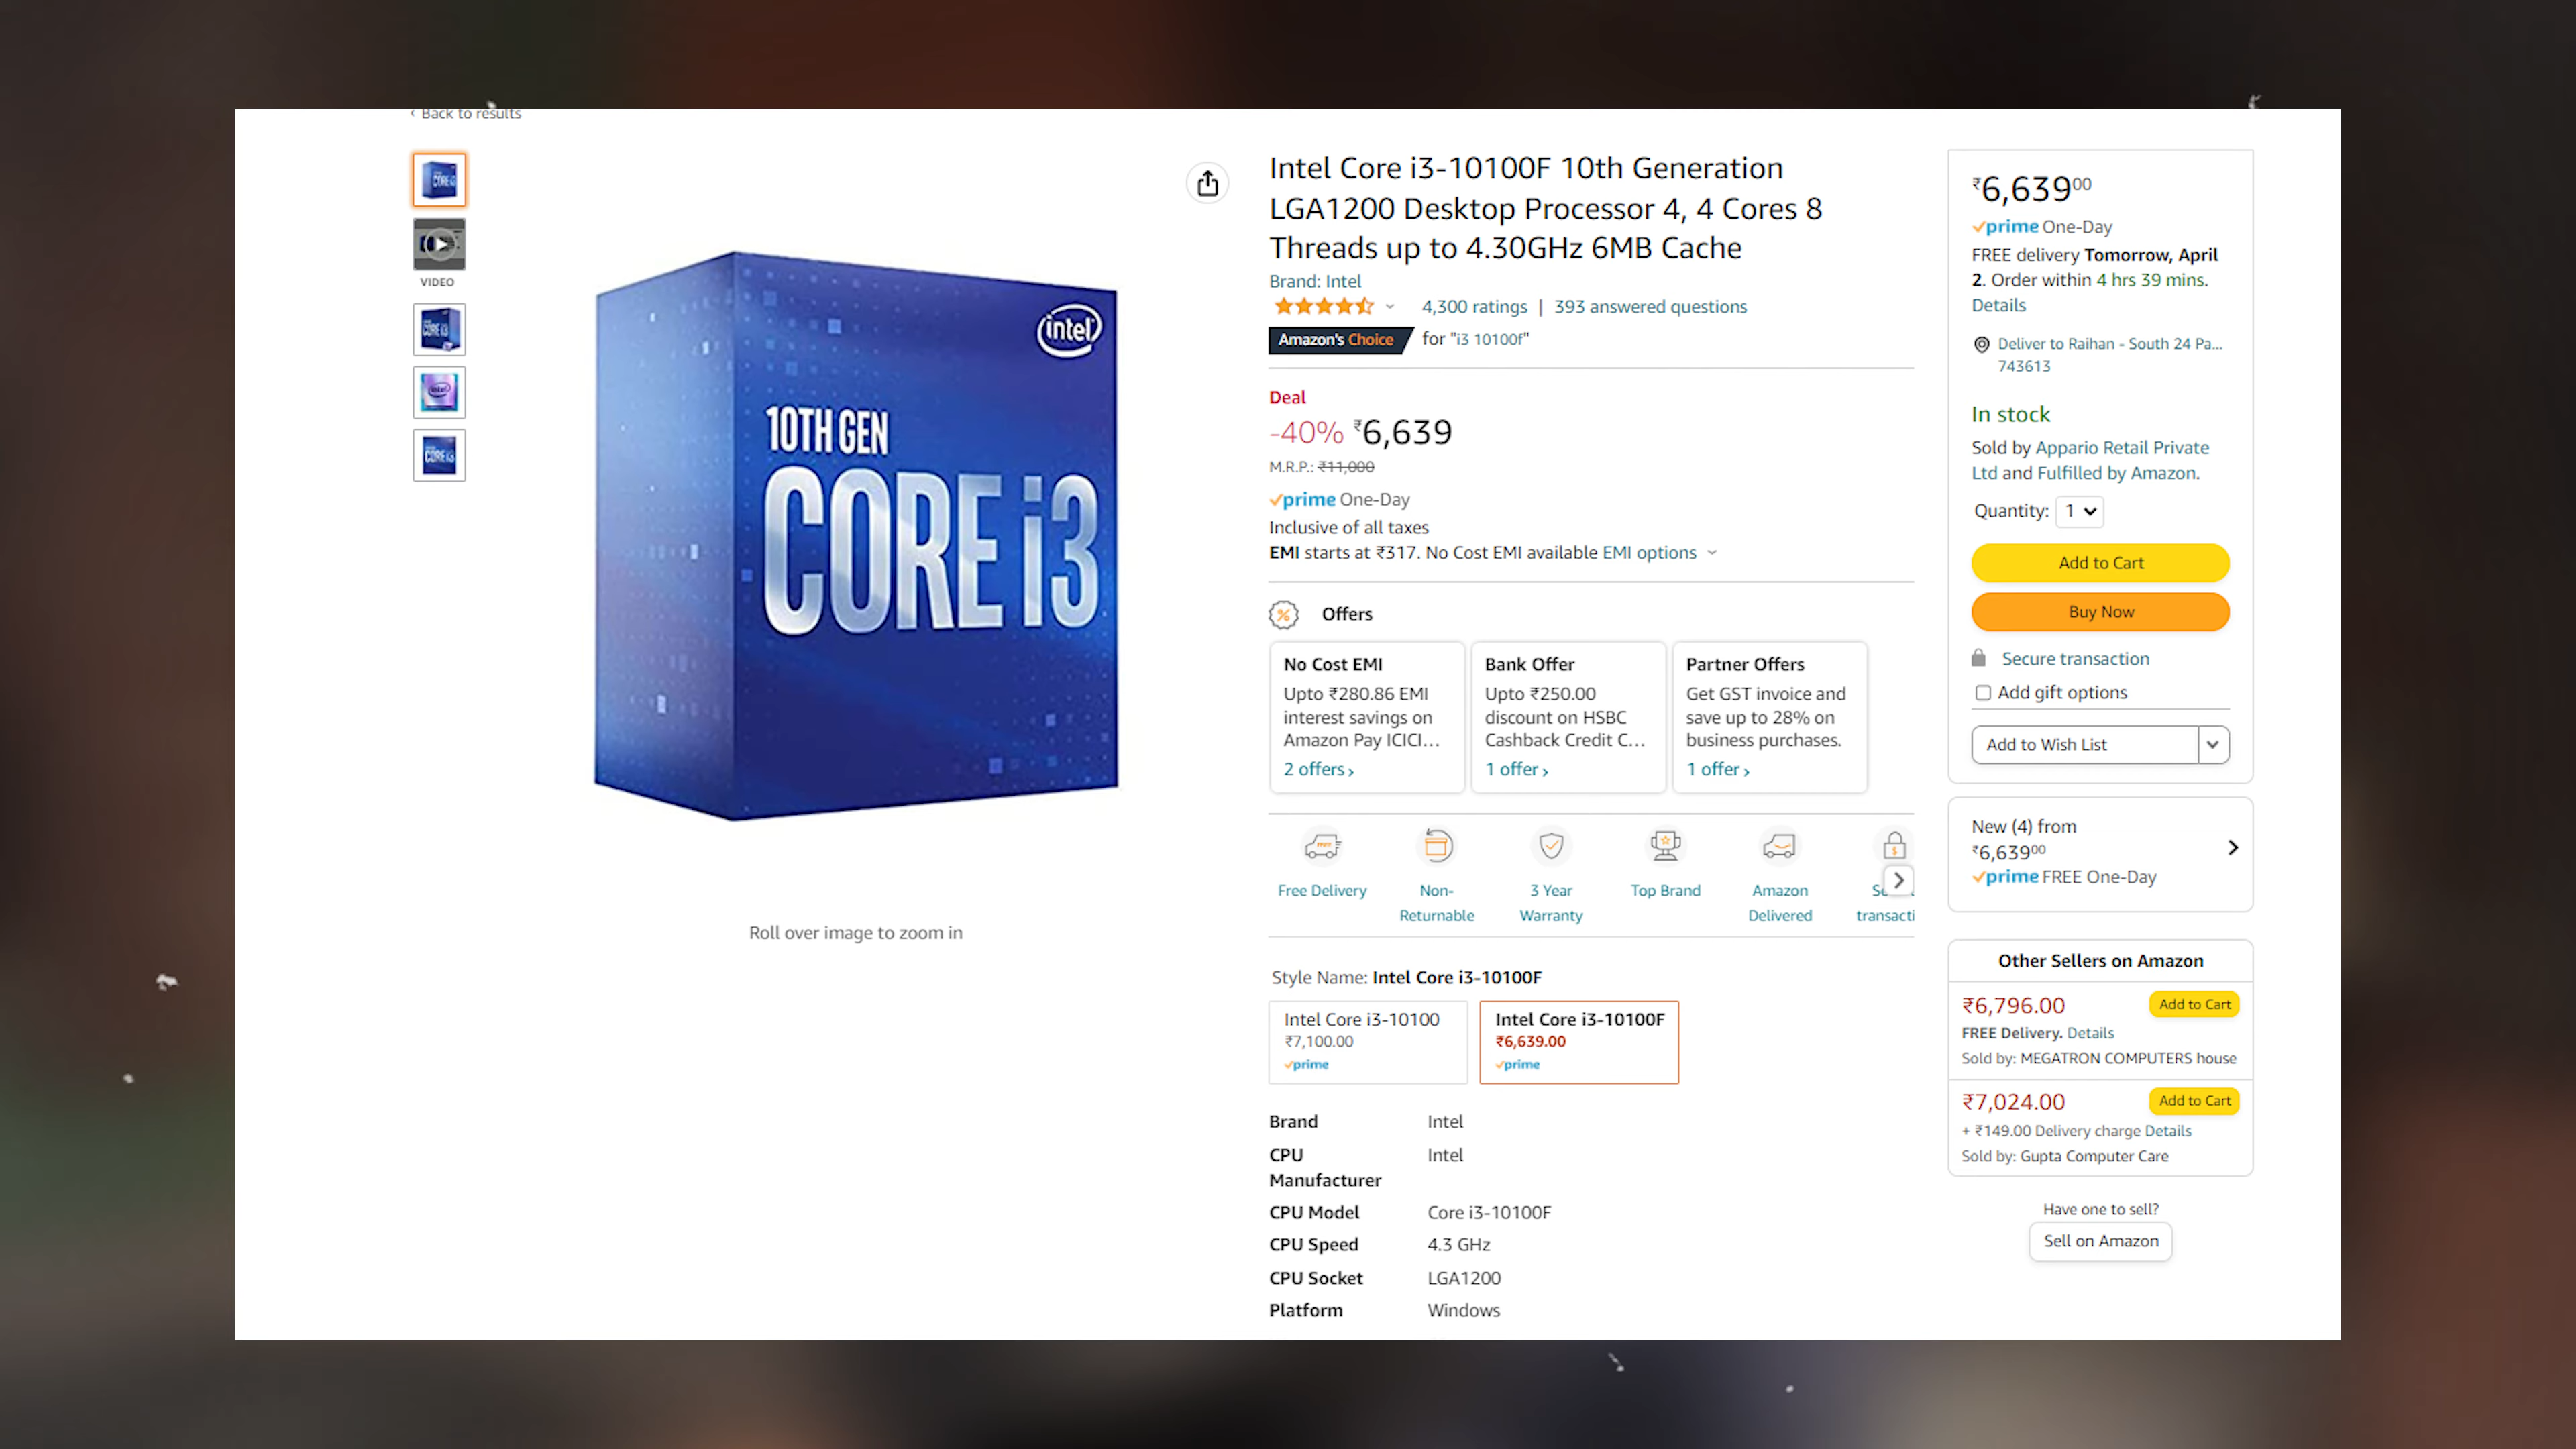 ‹ Back to results
CORE i3
VIDEO
CORE i3
intel
CORE i3
intel
10TH GEN
CORE i3
Roll over image to zoom in
Intel Core i3-10100F 10th Generation
LGA1200 Desktop Processor 4, 4 Cores 8
Threads up to 4.30GHz 6MB Cache
Brand: Intel
4,300 ratings | 393 answered questions
Amazon's Choice for "i3 10100f"
Deal
-40% ₹6,639
M.R.P.: ₹11,000
prime One-Day
Inclusive of all taxes
EMI starts at ₹317. No Cost EMI available EMI options
% Offers
No Cost EMI
Upto ₹280.86 EMI
interest savings on
Amazon Pay ICICI...
2 offers ›
Bank Offer
Upto ₹250.00
discount on HSBC
Cashback Credit C...
1 offer ›
Partner Offers
Get GST invoice and
save up to 28% on
business purchases.
1 offer ›
Free Delivery
Non-
Returnable
3 Year
Warranty
Top Brand
Amazon
Delivered
transacti
Style Name: Intel Core i3-10100F
Intel Core i3-10100
₹7,100.00
prime
Intel Core i3-10100F
₹6,639.00
prime
Brand Intel
CPU Intel
Manufacturer
CPU Model Core i3-10100F
CPU Speed 4.3 GHz
CPU Socket LGA1200
Platform Windows
₹6,639 00
prime One-Day
FREE delivery Tomorrow, April
2. Order within 4 hrs 39 mins.
Details
Deliver to Raihan - South 24 Pa...
743613
In stock
Sold by Appario Retail Private
Ltd and Fulfilled by Amazon.
Quantity: 1
Add to Cart
Buy Now
Secure transaction
Add gift options
Add to Wish List
New (4) from
₹6,639 00
prime FREE One-Day
Other Sellers on Amazon
₹6,796.00 Add to Cart
FREE Delivery. Details
Sold by: MEGATRON COMPUTERS house
₹7,024.00 Add to Cart
+ ₹149.00 Delivery charge Details
Sold by: Gupta Computer Care
Have one to sell?
Sell on Amazon